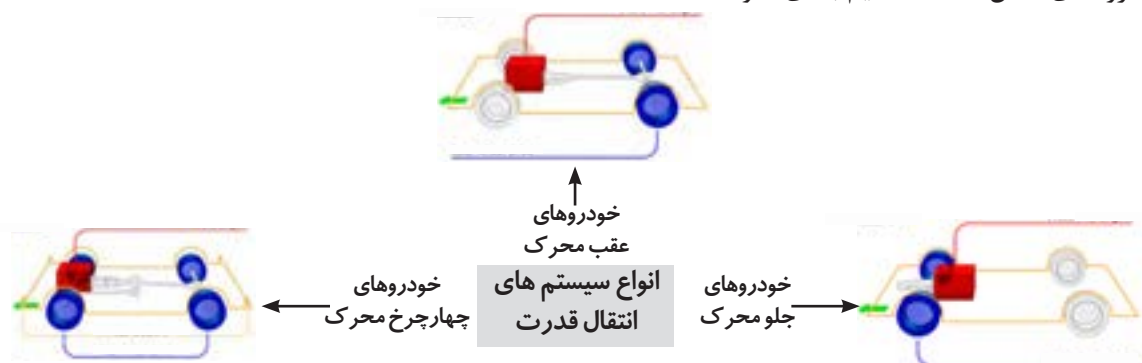 خودروهای
عقب محرک
انواع سیستم های
انتقال قدرت
خودروهای
جلو محرک
خودروهای
چهارچرخ محرک